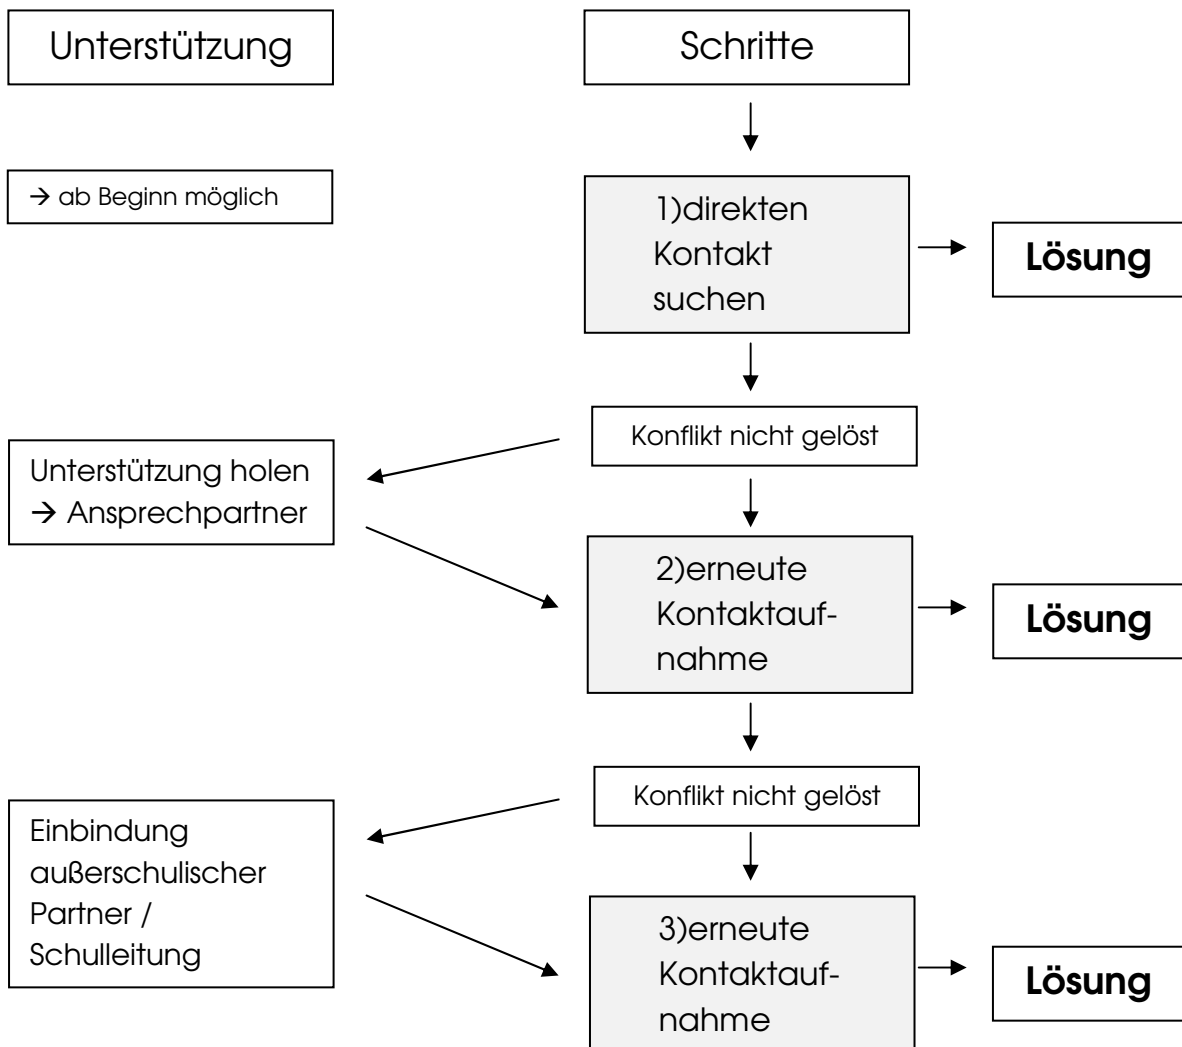 Unterstützung
Schritte
→ ab Beginn möglich
1)direkten
Kontakt
suchen
Lösung
Konflikt nicht gelöst
Unterstützung holen
→ Ansprechpartner
2)erneute
Kontaktauf-
nahme
Lösung
Konflikt nicht gelöst
Einbindung
außerschulischer
Partner /
Schulleitung
3)erneute
Kontaktauf-
nahme
Lösung